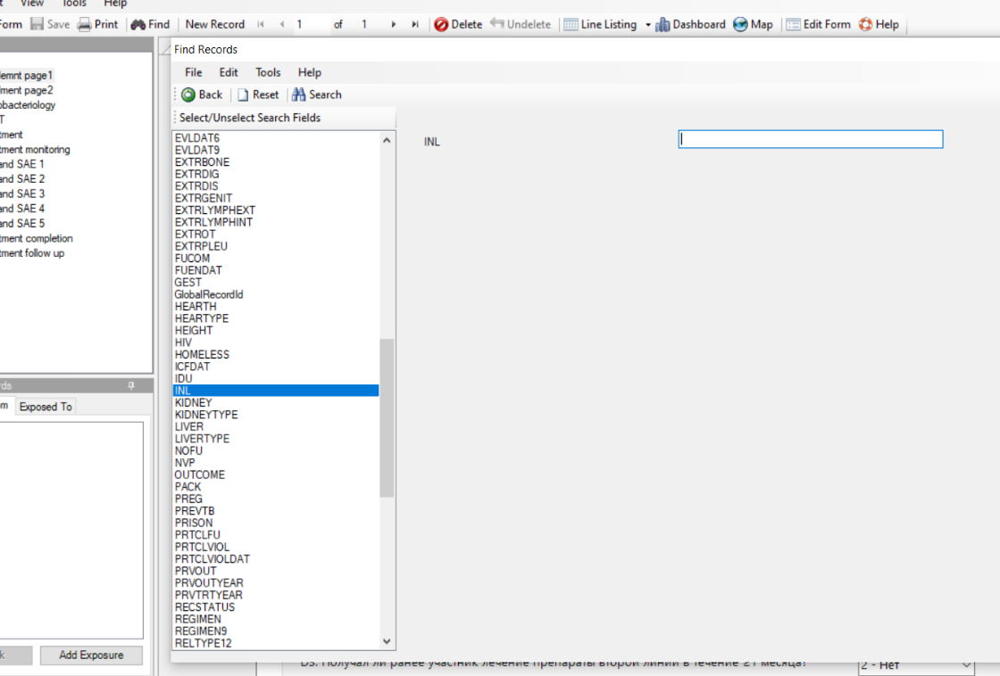 View Tools Help
Form Save Print Find New Record 1 of 1 Delete Undelete Line Listing Dashboard Map Edit Form Help
Find Records
File Edit Tools Help
Back Reset Search
Select/Unselect Search Fields
INL
EVLDAT6
EVLDAT9
EXTRBONE
EXTRDIG
EXTRDIS
EXTRGENIT
EXTRLYMPHEXT
EXTRLYMPHINT
EXTROT
EXTRPLEU
FUCOM
FUENDAT
GEST
GlobalRecordId
HEARTH
HEARTYPE
HEIGHT
HIV
HOMELESS
ICFDAT
IDU
INL
KIDNEY
KIDNEYTYPE
LIVER
LIVERTYPE
NOFU
NVP
OUTCOME
PACK
PREG
PREVTB
PRISON
PRTCLFU
PRTCLVIOL
PRTCLVIOLDAT
PRVOUT
PRVOUTYEAR
PRVTRTYEAR
RECSTATUS
REGIMEN
REGIMEN9
RELTYPE12
lemnt page1
lment page2
obacteriology
T
tment
tment monitoring
and SAE 1
and SAE 2
and SAE 3
and SAE 4
and SAE 5
tment completion
tment follow up
rds
m Exposed To
k Add Exposure
D5. Получал ли ранее участник лечение препараты второй линии в течение 21 месяца? 2 - Нет